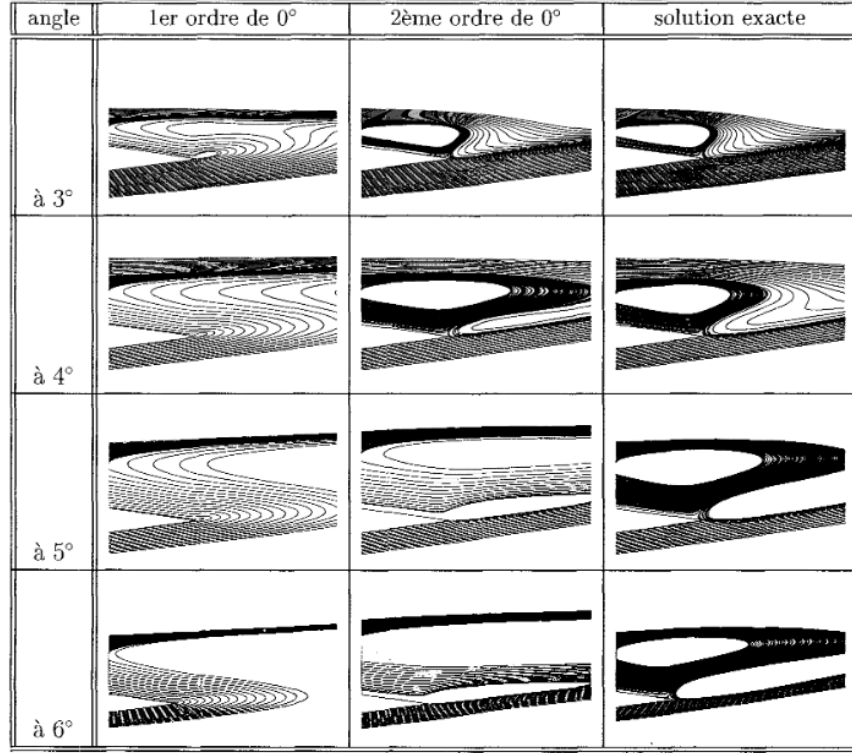 angle 1er ordre de 0° 2ème ordre de 0° solution exacte
à 3°
à 4°
à 5°
à 6°